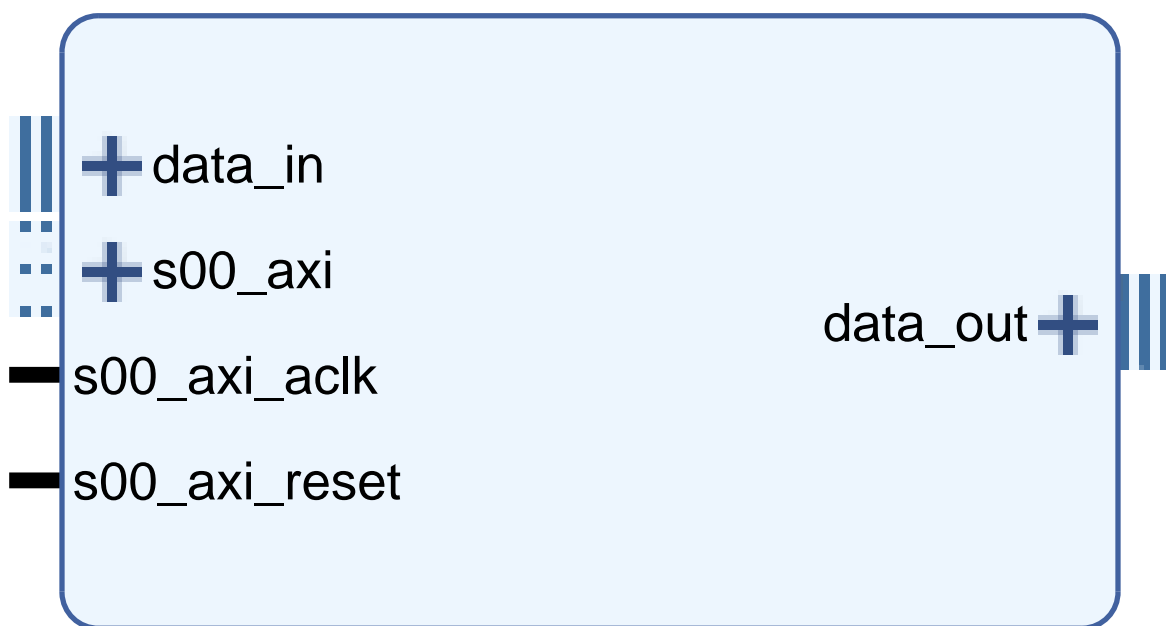 data_in
s00_axi
data_out
s00_axi_aclk
s00_axi_reset